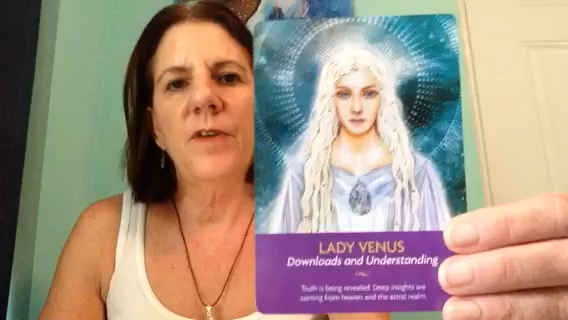 LADY VENUS
Downloads and Understanding
Truth is being revealed. Deep insights are
coming from heaven and the astral realm.